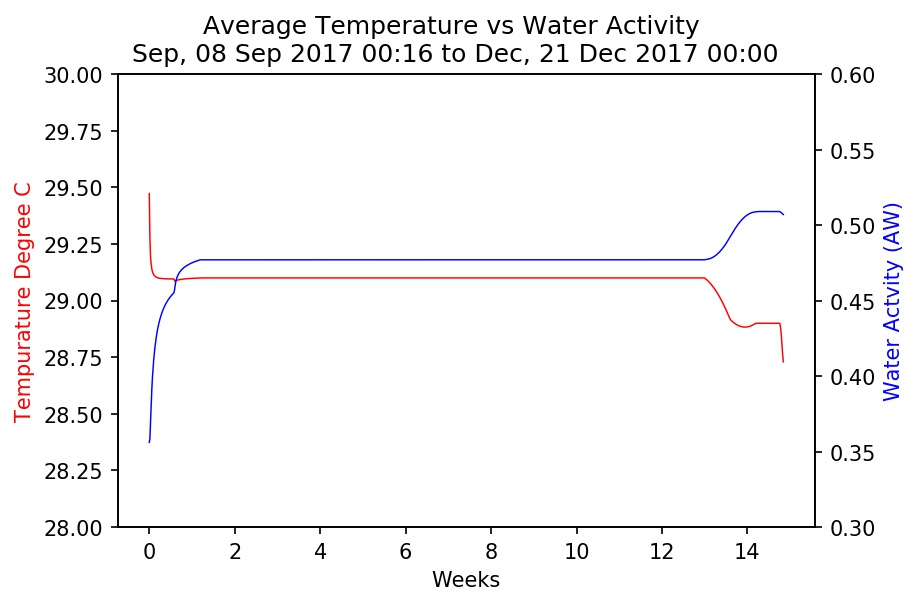 Average Temperature vs Water Activity
Sep, 08 Sep 2017 00:16 to Dec, 21 Dec 2017 00:00
Tempurature Degree C
30.00
29.75
29.50
29.25
29.00
28.75
28.50
28.25
28.00
0.60
0.55
0.50
0.45
0.40
0.35
0.30
Water Actvity (AW)
0 2 4 6 8 10 12 14
Weeks